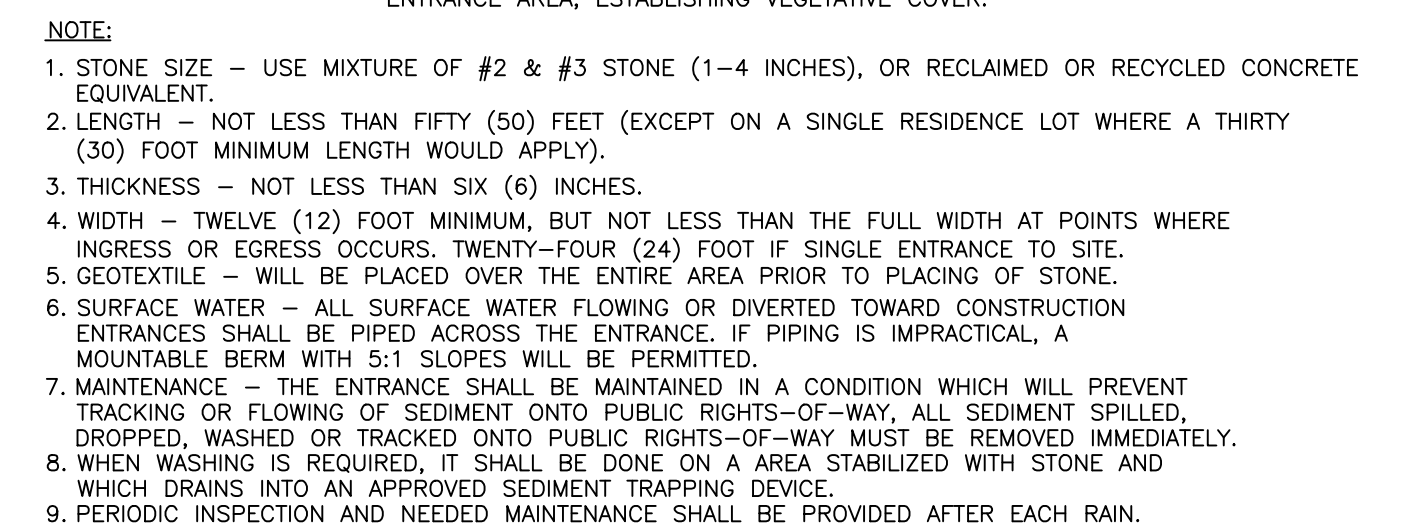 ENTRANCE AREA, ESTABLISHING VEGETATIVE COVER.
NOTE:
1. STONE SIZE – USE MIXTURE OF #2 & #3 STONE (1–4 INCHES), OR RECLAIMED OR RECYCLED CONCRETE
EQUIVALENT.
2. LENGTH – NOT LESS THAN FIFTY (50) FEET (EXCEPT ON A SINGLE RESIDENCE LOT WHERE A THIRTY
(30) FOOT MINIMUM LENGTH WOULD APPLY).
3. THICKNESS – NOT LESS THAN SIX (6) INCHES.
4. WIDTH – TWELVE (12) FOOT MINIMUM, BUT NOT LESS THAN THE FULL WIDTH AT POINTS WHERE
INGRESS OR EGRESS OCCURS. TWENTY–FOUR (24) FOOT IF SINGLE ENTRANCE TO SITE.
5. GEOTEXTILE – WILL BE PLACED OVER THE ENTIRE AREA PRIOR TO PLACING OF STONE.
6. SURFACE WATER – ALL SURFACE WATER FLOWING OR DIVERTED TOWARD CONSTRUCTION
ENTRANCES SHALL BE PIPED ACROSS THE ENTRANCE. IF PIPING IS IMPRACTICAL, A
MOUNTABLE BERM WITH 5:1 SLOPES WILL BE PERMITTED.
7. MAINTENANCE – THE ENTRANCE SHALL BE MAINTAINED IN A CONDITION WHICH WILL PREVENT
TRACKING OR FLOWING OF SEDIMENT ONTO PUBLIC RIGHTS–OF–WAY, ALL SEDIMENT SPILLED,
DROPPED, WASHED OR TRACKED ONTO PUBLIC RIGHTS–OF–WAY MUST BE REMOVED IMMEDIATELY.
8. WHEN WASHING IS REQUIRED, IT SHALL BE DONE ON A AREA STABILIZED WITH STONE AND
WHICH DRAINS INTO AN APPROVED SEDIMENT TRAPPING DEVICE.
9. PERIODIC INSPECTION AND NEEDED MAINTENANCE SHALL BE PROVIDED AFTER EACH RAIN.